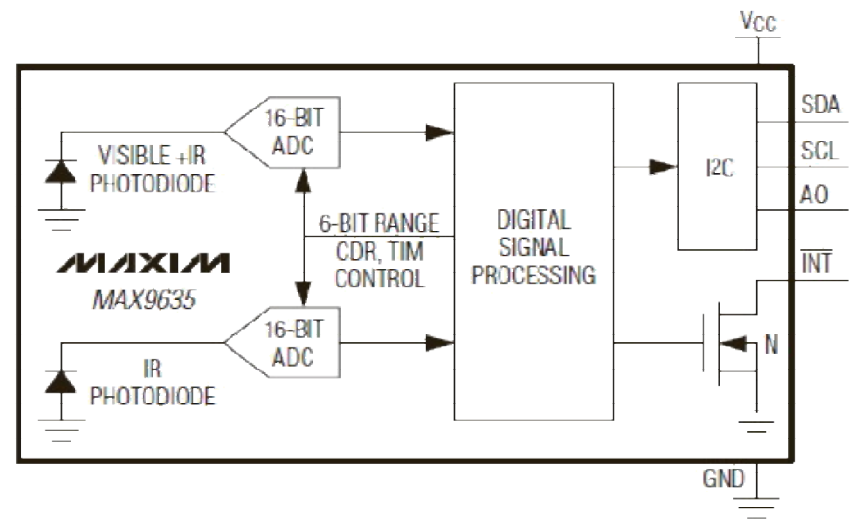 VCC
16-BIT
ADC
VISIBLE +IR
PHOTODIODE
6-BIT RANGE
CDR, TIM
CONTROL
MAXIM
MAX9635
16-BIT
ADC
IR
PHOTODIODE
DIGITAL
SIGNAL
PROCESSING
I2C
SDA
SCL
A0
INT
N
GND